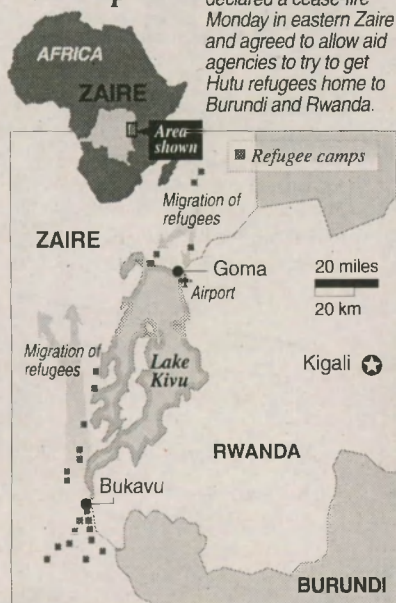 declared a cease-fire
Monday in eastern Zaire
and agreed to allow aid
agencies to try to get
Hutu refugees home to
Burundi and Rwanda.
AFRICA
ZAIRE
Area
shown
Refugee camps
Migration of
refugees
ZAIRE
Goma
Airport
20 miles
20 km
Migration of
refugees
Lake
Kivu
Kigali
RWANDA
Bukavu
BURUNDI